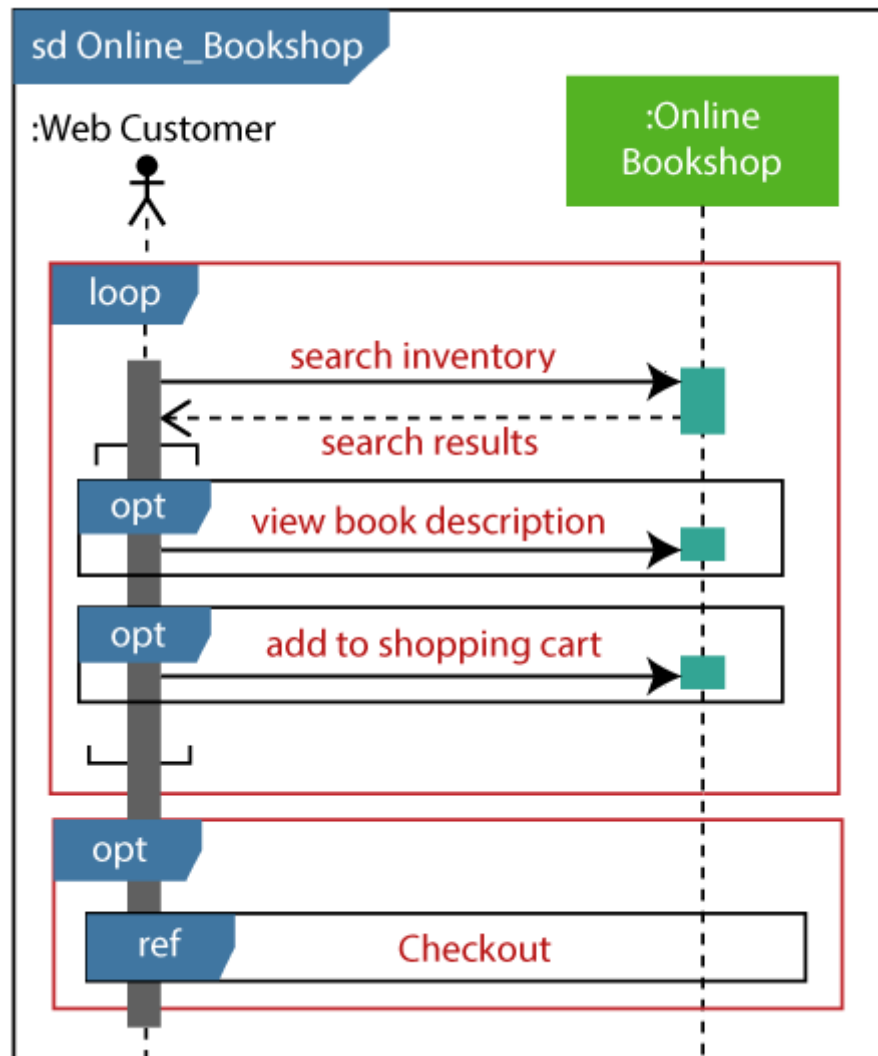 sd Online_Bookshop
:Web Customer
:Online
Bookshop
loop
search inventory
search results
opt
view book description
opt
add to shopping cart
opt
ref
Checkout